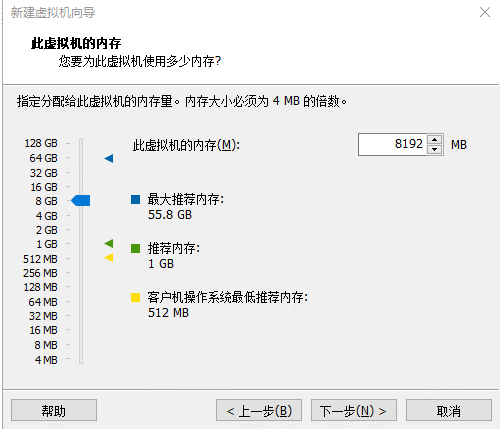 新建虚拟机向导
此虚拟机的内存
您要为此虚拟机使用多少内存?
指定分配给此虚拟机的内存量。内存大小必须为 4 MB 的倍数。
此虚拟机的内存(M): 8192 MB
128 GB
64 GB
32 GB
16 GB
8 GB
4 GB
2 GB
1 GB
512 MB
256 MB
128 MB
64 MB
32 MB
16 MB
8 MB
4 MB
最大推荐内存:
55.8 GB
推荐内存:
1 GB
客户机操作系统最低推荐内存:
512 MB
帮助 < 上一步(B) 下一步(N) > 取消